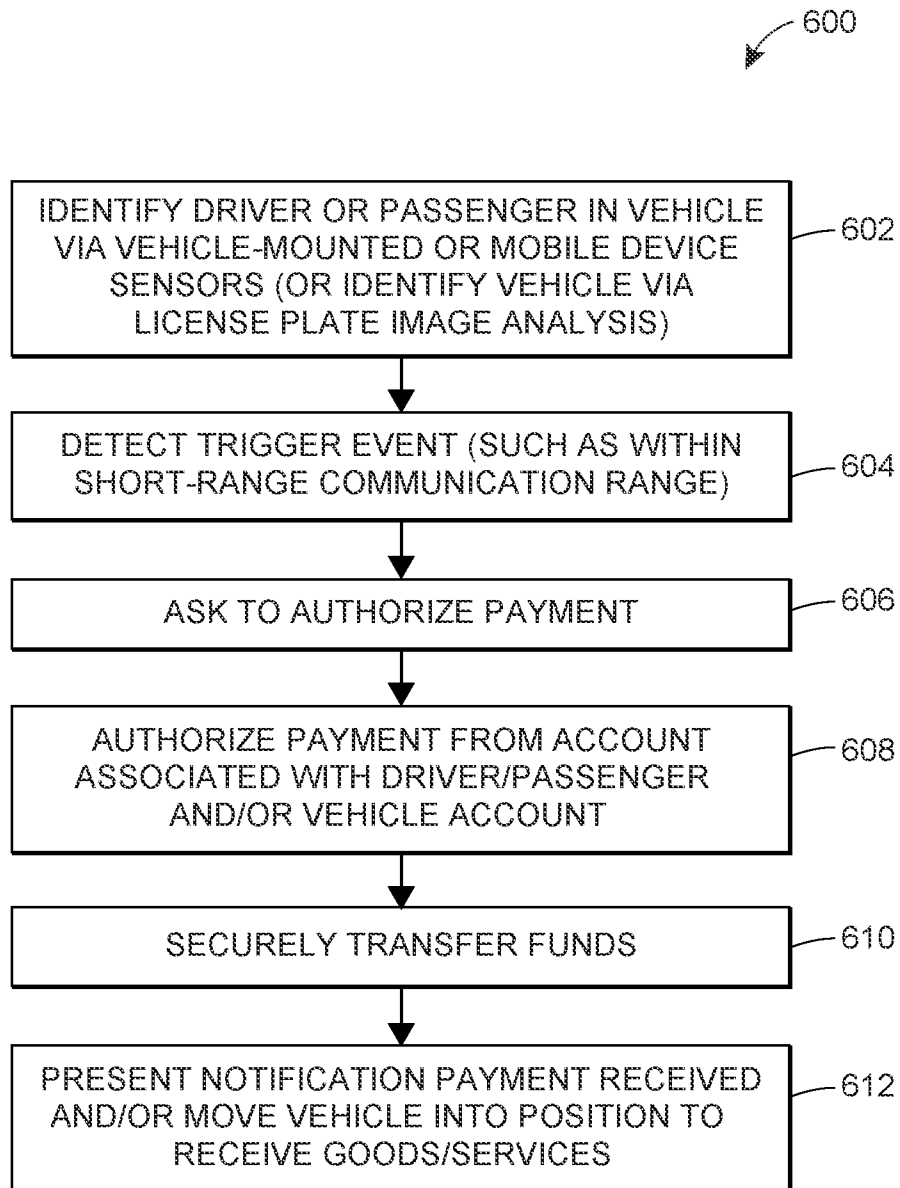 600
IDENTIFY DRIVER OR PASSENGER IN VEHICLE
VIA VEHICLE-MOUNTED OR MOBILE DEVICE
SENSORS (OR IDENTIFY VEHICLE VIA
LICENSE PLATE IMAGE ANALYSIS)
602
DETECT TRIGGER EVENT (SUCH AS WITHIN
SHORT-RANGE COMMUNICATION RANGE)
604
ASK TO AUTHORIZE PAYMENT
606
AUTHORIZE PAYMENT FROM ACCOUNT
ASSOCIATED WITH DRIVER/PASSENGER
AND/OR VEHICLE ACCOUNT
608
SECURELY TRANSFER FUNDS
610
PRESENT NOTIFICATION PAYMENT RECEIVED
AND/OR MOVE VEHICLE INTO POSITION TO
RECEIVE GOODS/SERVICES
612